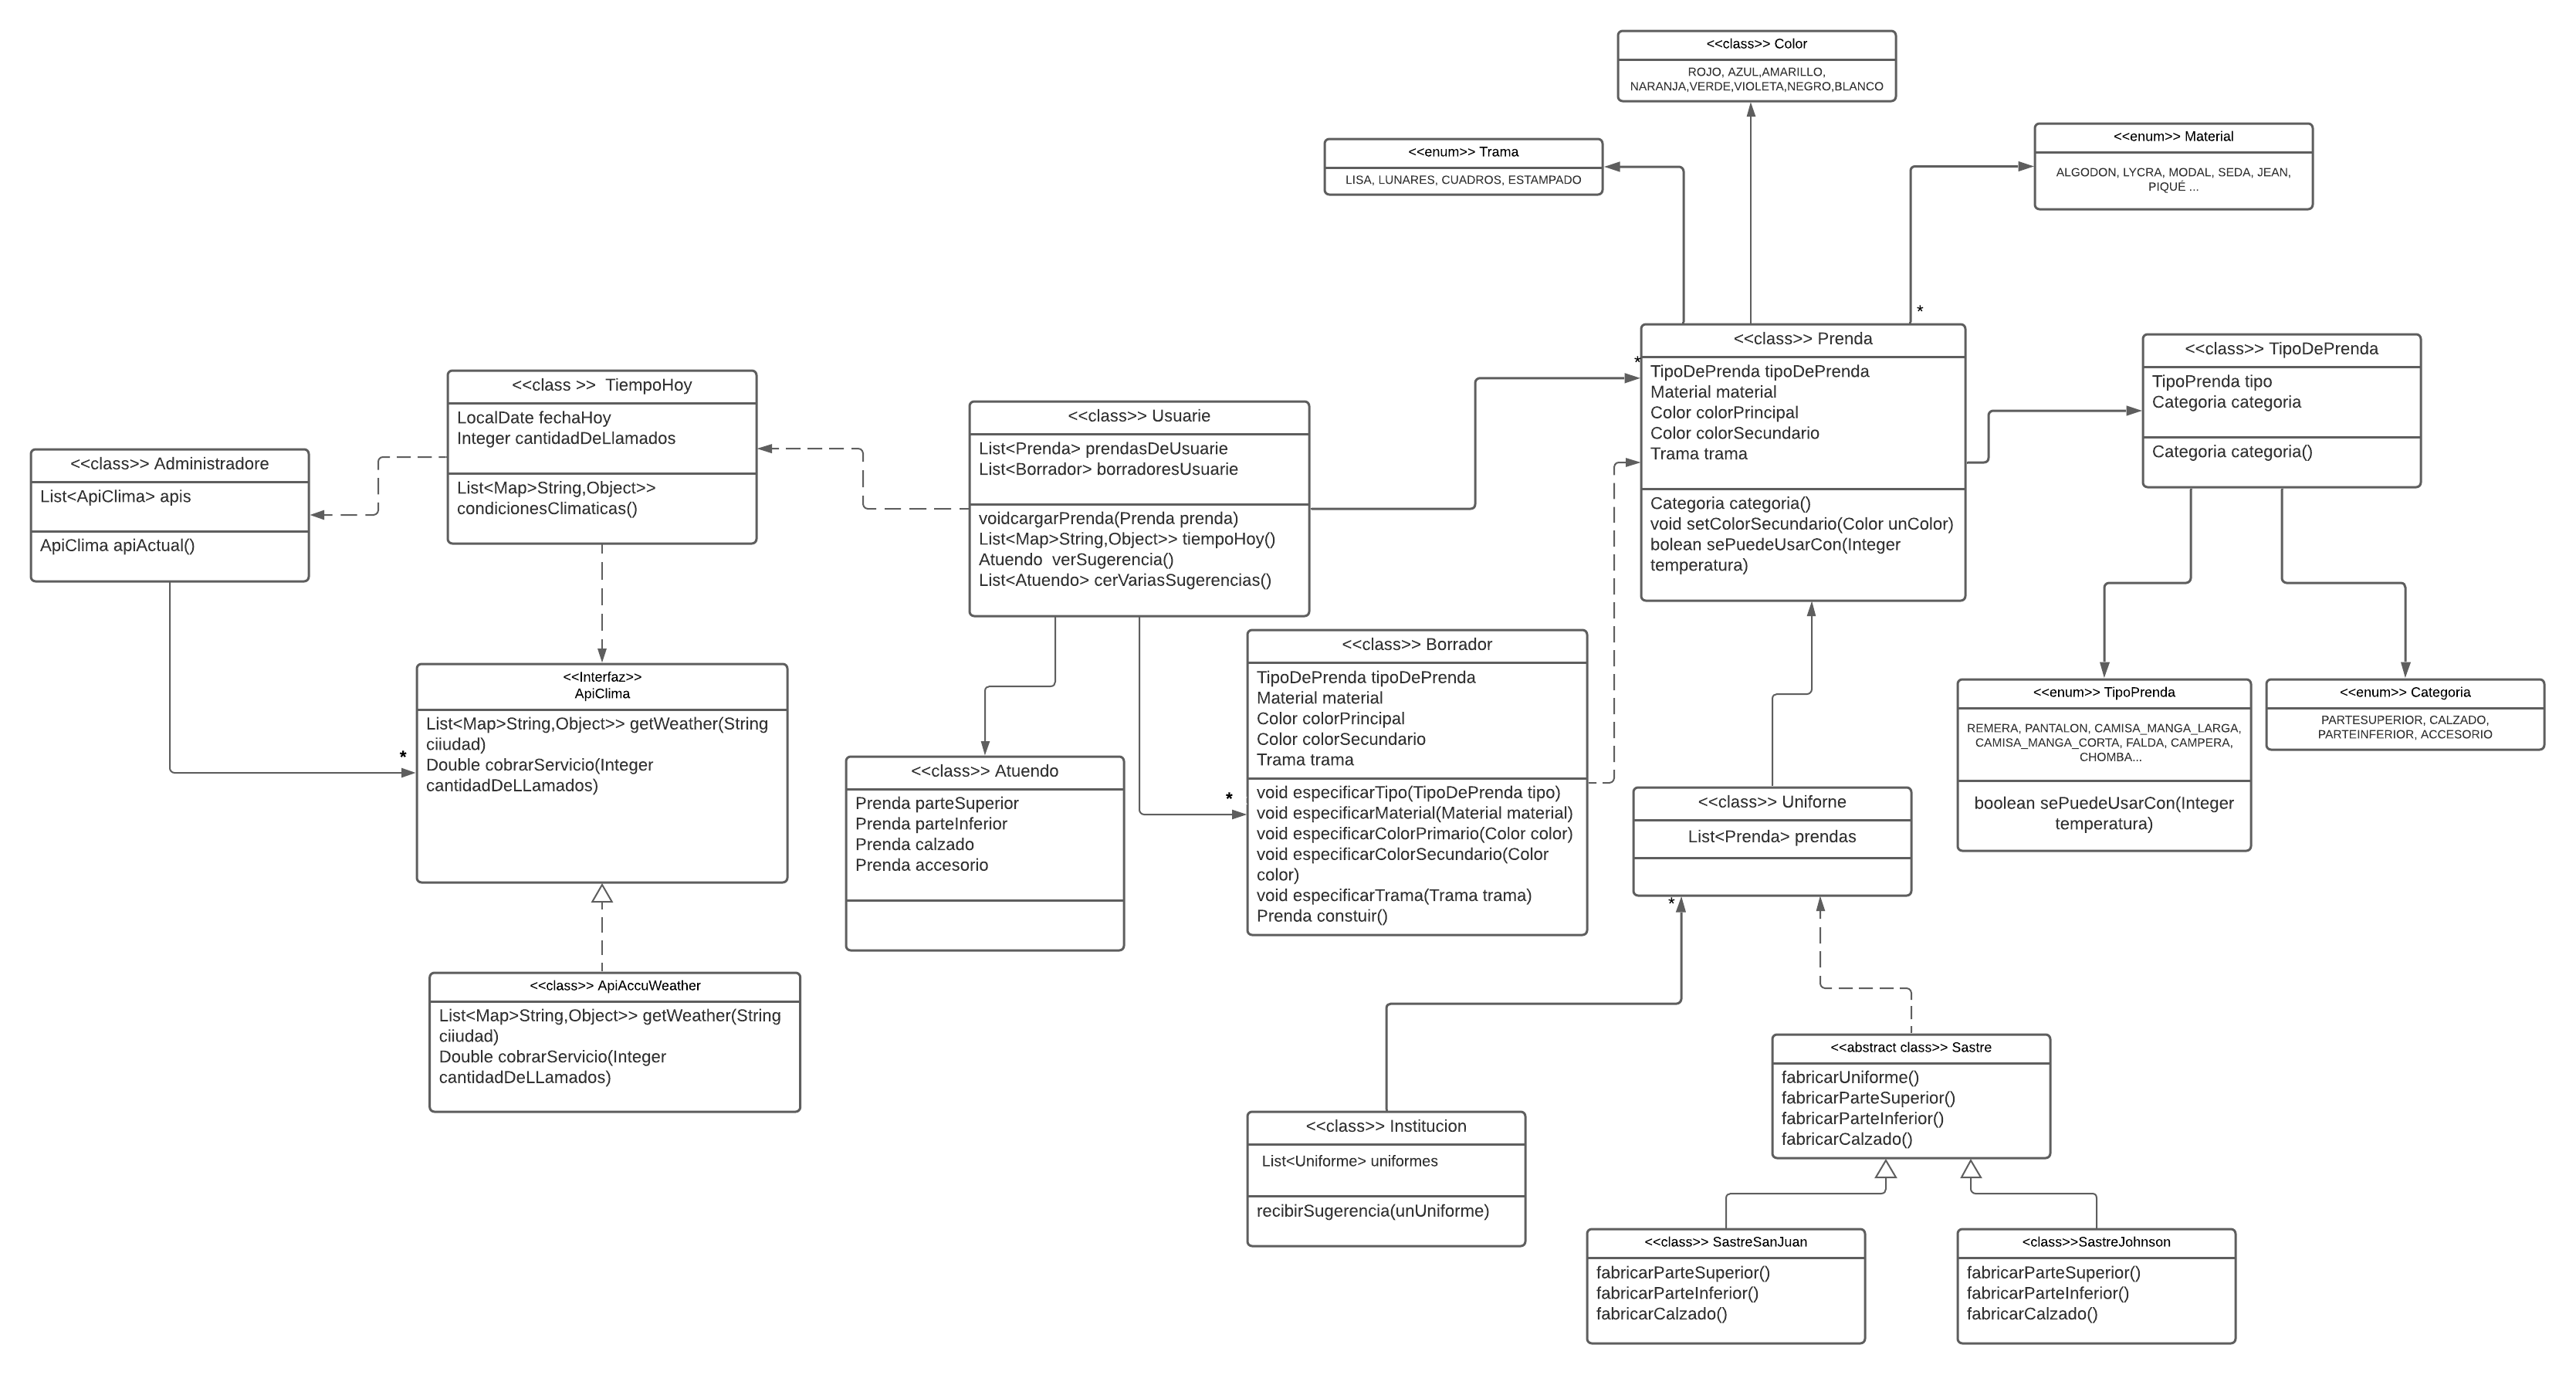 <<class>> Color
ROJO, AZUL,AMARILLO,
NARANJA,VERDE,VIOLETA,NEGRO,BLANCO
<<enum>> Trama
LISA, LUNARES, CUADROS, ESTAMPADO
<<enum>> Material
ALGODON, LYCRA, MODAL, SEDA, JEAN,
PIQUÉ ...
*
*
<<class>> Prenda
TipoDePrenda tipoDePrenda
Material material
Color colorPrincipal
Color colorSecundario
Trama trama
Categoria categoria()
void setColorSecundario(Color unColor)
bolean sePuedeUsarCon(Integer
temperatura)
<<class>> TipoDePrenda
TipoPrenda tipo
Categoria categoria
Categoria categoria()
<<class >>  TiempoHoy
LocalDate fechaHoy
Integer cantidadDeLlamados
List<Map>String,Object>>
condicionesClimaticas()
<<class>> Usuarie
List<Prenda> prendasDeUsuarie
List<Borrador> borradoresUsuarie
voidcargarPrenda(Prenda prenda)
List<Map>String,Object>> tiempoHoy()
Atuendo  verSugerencia()
List<Atuendo> cerVariasSugerencias()
<<class>> Administradore
List<ApiClima> apis
ApiClima apiActual()
<<Interfaz>>
ApiClima
List<Map>String,Object>> getWeather(String
ciiudad)
Double cobrarServicio(Integer
cantidadDeLLamados)
*
<<class>> Borrador
TipoDePrenda tipoDePrenda
Material material
Color colorPrincipal
Color colorSecundario
Trama trama
void especificarTipo(TipoDePrenda tipo)
void especificarMaterial(Material material)
void especificarColorPrimario(Color color)
void especificarColorSecundario(Color
color)
void especificarTrama(Trama trama)
Prenda constuir()
*
<<class>> Atuendo
Prenda parteSuperior
Prenda parteInferior
Prenda calzado
Prenda accesorio
<<enum>> TipoPrenda
REMERA, PANTALON, CAMISA_MANGA_LARGA,
CAMISA_MANGA_CORTA, FALDA, CAMPERA,
CHOMBA...
boolean sePuedeUsarCon(Integer
temperatura)
<<enum>> Categoria
PARTESUPERIOR, CALZADO,
PARTEINFERIOR, ACCESORIO
<<class>> Uniforne
List<Prenda> prendas
*
<<class>> ApiAccuWeather
List<Map>String,Object>> getWeather(String
ciiudad)
Double cobrarServicio(Integer
cantidadDeLLamados)
<<abstract class>> Sastre
fabricarUniforme()
fabricarParteSuperior()
fabricarParteInferior()
fabricarCalzado()
<<class>> Institucion
List<Uniforme> uniformes
recibirSugerencia(unUniforme)
<<class>> SastreSanJuan
fabricarParteSuperior()
fabricarParteInferior()
fabricarCalzado()
<class>>SastreJohnson
fabricarParteSuperior()
fabricarParteInferior()
fabricarCalzado()